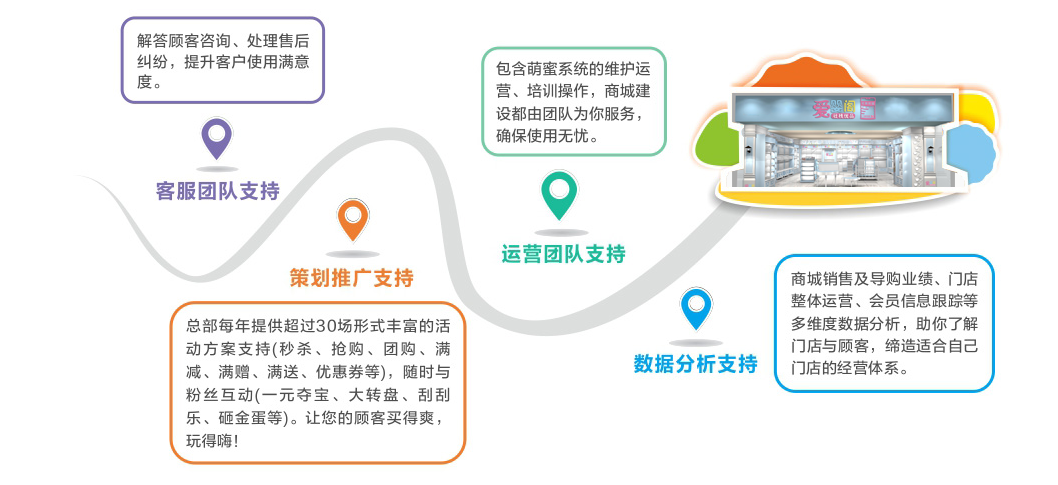 解答顾客咨询、处理售后
纠纷，提升客户使用满意
度。
客服团队支持
策划推广支持
总部每年提供超过30场形式丰富的活
动方案支持(秒杀、抢购、团购、满
减、满赠、满送、优惠券等)，随时与
粉丝互动(一元夺宝、大转盘、刮刮
乐、砸金蛋等)。让您的顾客买得爽，
玩得嗨！
包含萌蜜系统的维护运
营、培训操作，商城建
设都由团队为你服务，
确保使用无忧。
运营团队支持
数据分析支持
商城销售及导购业绩、门店
整体运营、会员信息跟踪等
多维度数据分析，助你了解
门店与顾客，缔造适合自己
门店的经营体系。